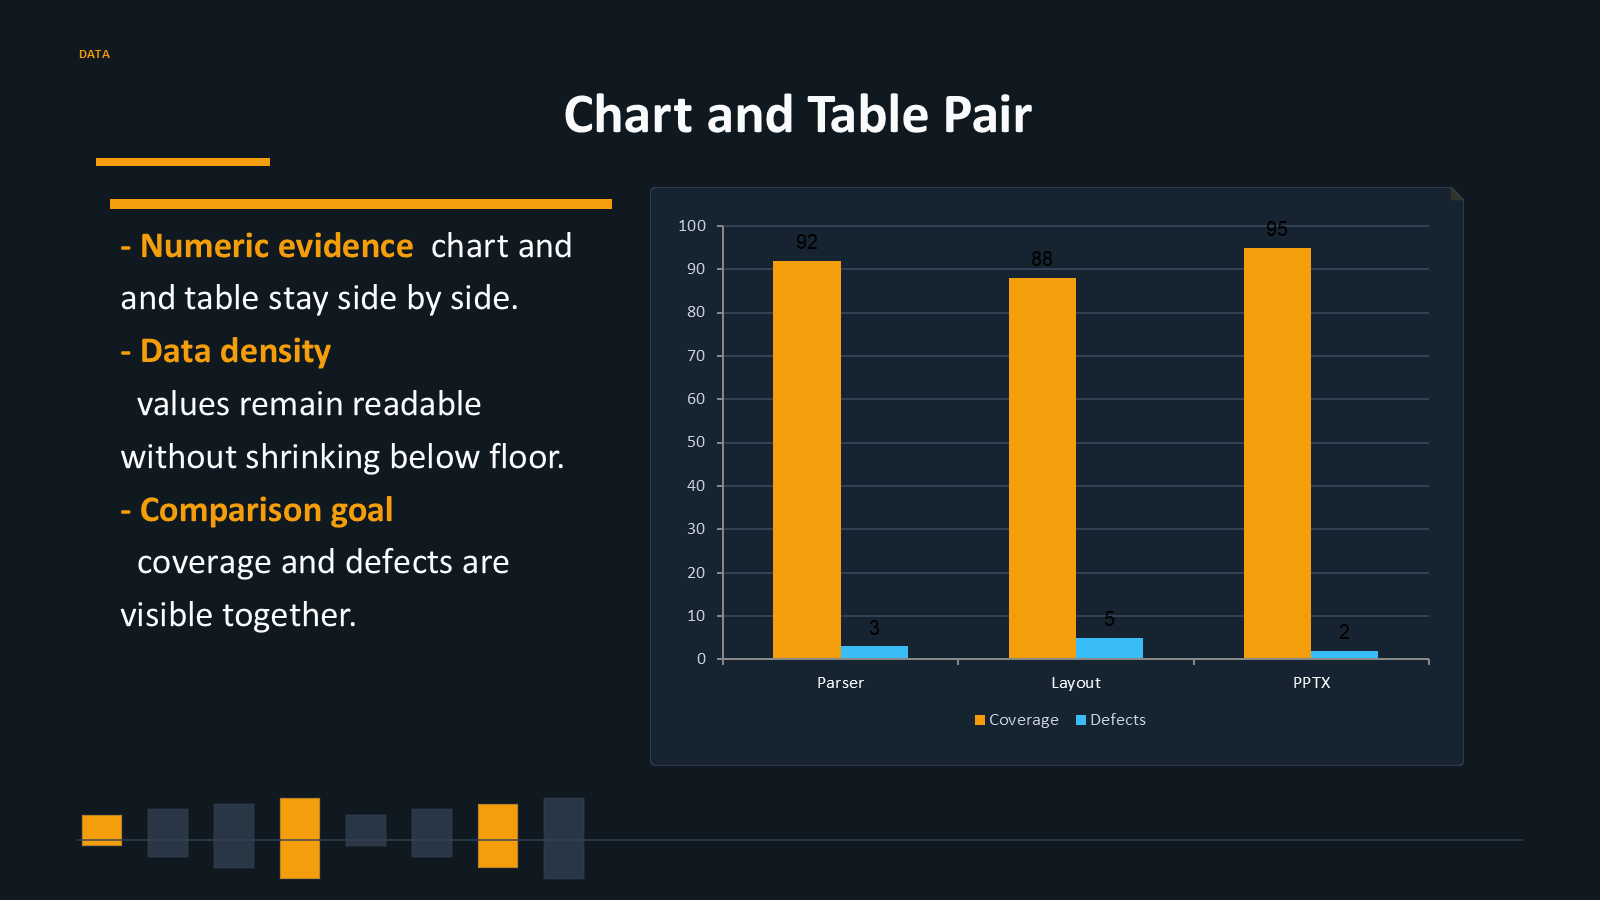 DATA
Chart and Table Pair
- Numeric evidence  chart and
and table stay side by side.
- Data density
values remain readable
without shrinking below floor.
- Comparison goal
coverage and defects are
visible together.
100
90
80
70
60
50
40
30
20
10
0
92
3
88
5
95
2
Parser
Layout
PPTX
Coverage
Defects